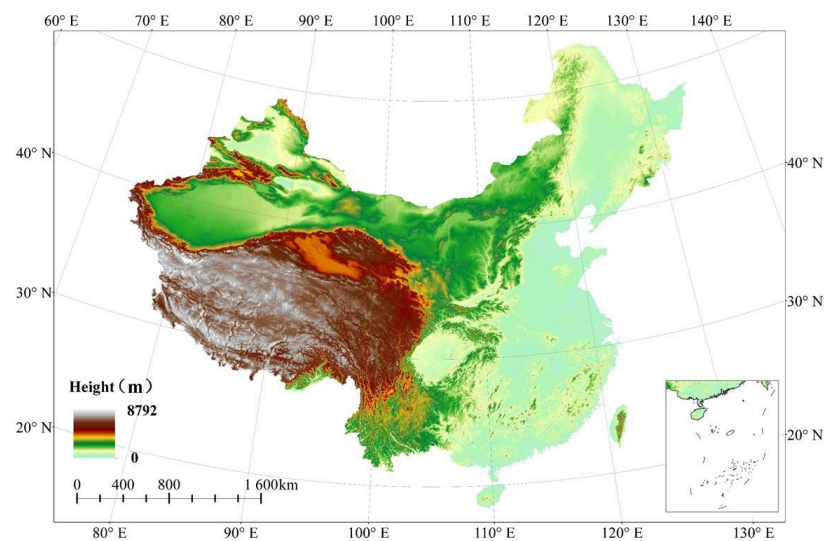 60° E 70° E 80° E 90° E 100° E 110° E 120° E 130° E 140° E
40° N 40° N
30° N 30° N
Height（m）
8792
20° N 0 20° N
0 400 800 1 600km
80° E 90° E 100° E 110° E 120° E 130° E